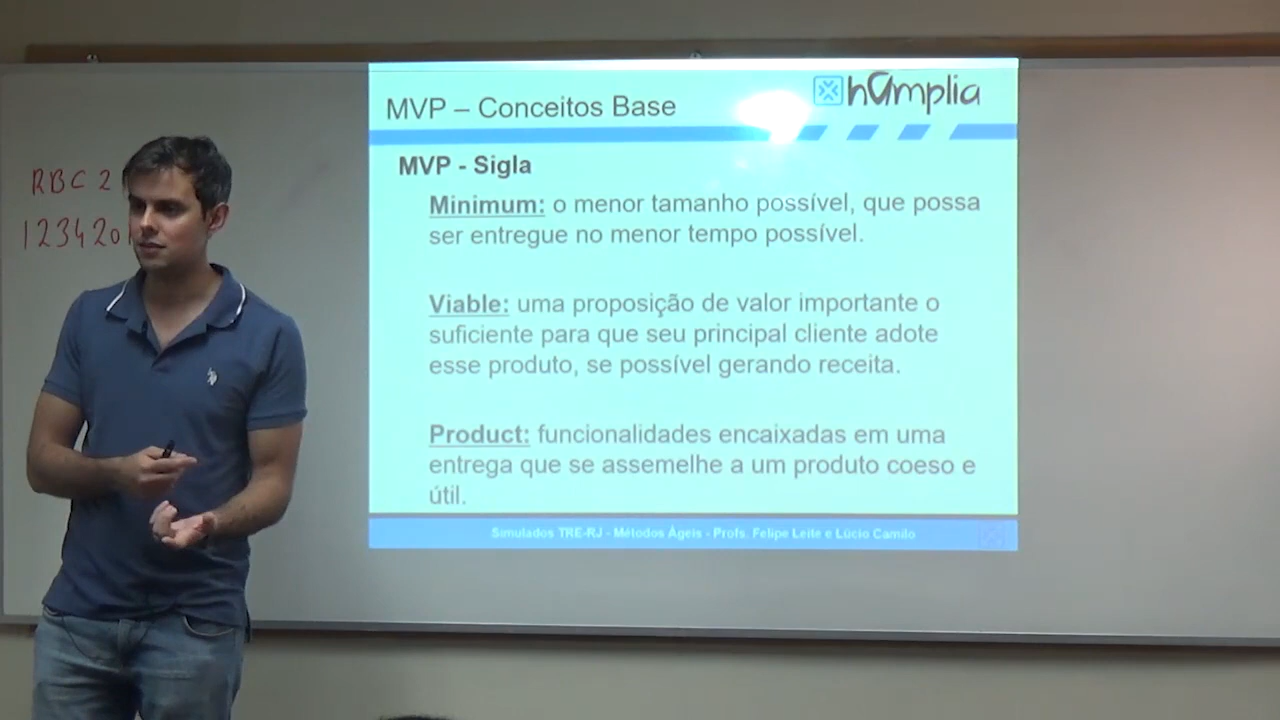 RBC 2
MVP – Conceitos Base
hamplia
MVP - Sigla
Minimum: o menor tamanho possível, que possa
ser entregue no menor tempo possível.
Viable: uma proposição de valor importante o
suficiente para que seu principal cliente adote
esse produto, se possível gerando receita.
Product: funcionalidades encaixadas em uma
entrega que se assemelhe a um produto coeso e
útil.
Simulados TRE-RJ - Métodos Ágeis - Profs. Felipe Leite e Lúcio Camilo